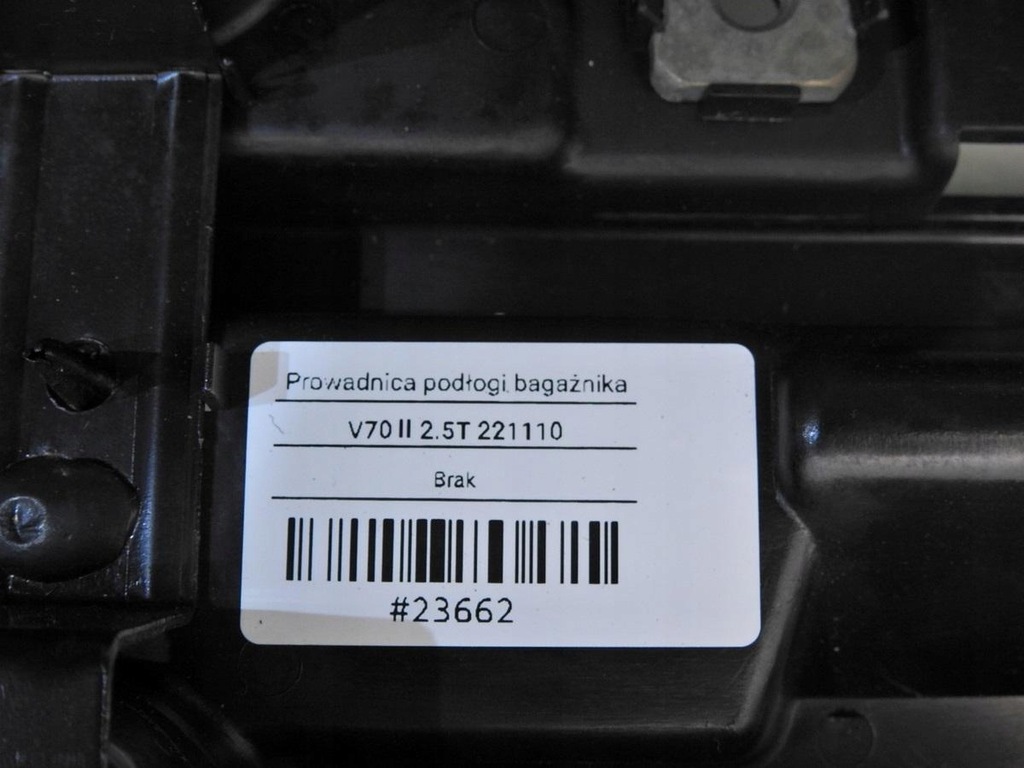 Prowadnica podłogi bagażnika
V70 II 2.5T 221110
Brak
#23662